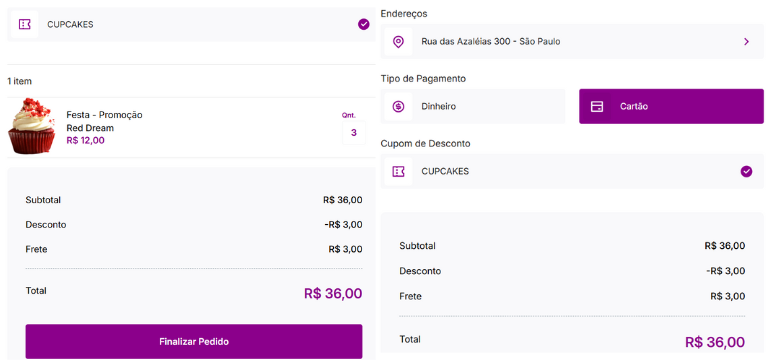 CUPCAKES
1 item
Festa - Promoção
Red Dream
R$ 12,00
Qnt.
3
Subtotal R$ 36,00
Desconto -R$ 3,00
Frete R$ 3,00
Total R$ 36,00
Finalizar Pedido
Endereços
Rua das Azaléias 300 - São Paulo
Tipo de Pagamento
Dinheiro Cartão
Cupom de Desconto
CUPCAKES
Subtotal R$ 36,00
Desconto -R$ 3,00
Frete R$ 3,00
Total R$ 36,00